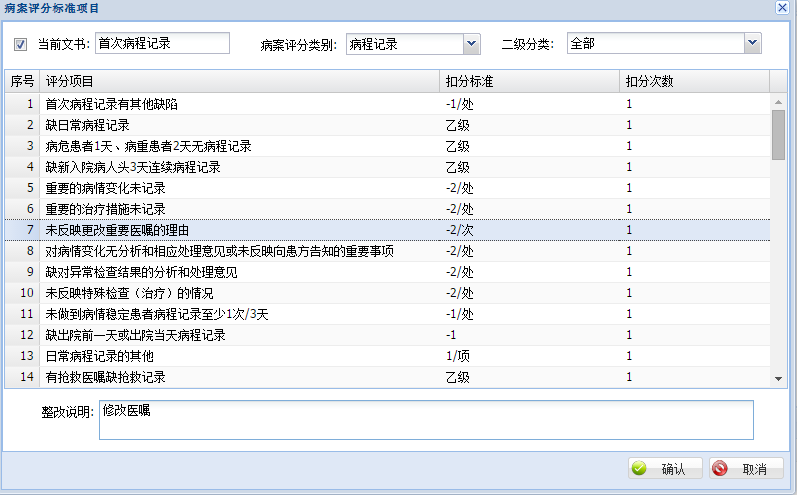 病案评分标准项目
当前文书: 首次病程记录 病案评分类别: 病程记录 二级分类: 全部
序号 评分项目 扣分标准 扣分次数
1 首次病程记录有其他缺陷 -1/处 1
2 缺日常病程记录 乙级 1
3 病危患者1天、病重患者2天无病程记录 乙级 1
4 缺新入院病人头3天连续病程记录 乙级 1
5 重要的病情变化未记录 -2/处 1
6 重要的治疗措施未记录 -2/处 1
7 未反映更改重要医嘱的理由 -2/次 1
8 对病情变化无分析和相应处理意见或未反映向患方告知的重要事项 -2/处 1
9 缺对异常检查结果的分析和处理意见 -2/处 1
10 未反映特殊检查（治疗）的情况 -2/处 1
11 未做到病情稳定患者病程记录至少1次/3天 -1/处 1
12 缺出院前一天或出院当天病程记录 -1 1
13 日常病程记录的其他 1/项 1
14 有抢救医嘱缺抢救记录 乙级 1
整改说明: 修改医嘱
确认 取消